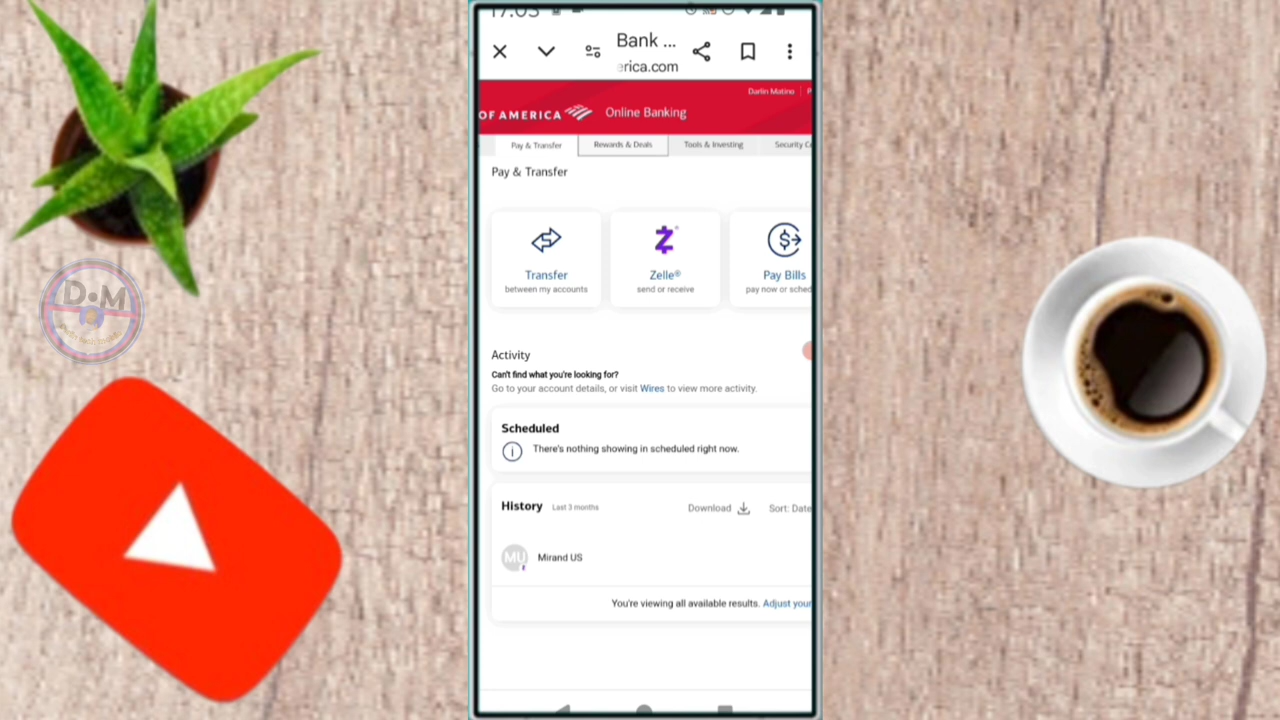 17:05
Bank ...
erica.com
Darlin Matino
P
OF AMERICA
Online Banking
Pay & Transfer
Rewards & Deals
Tools & Investing
Security C
Pay & Transfer
Transfer
between my accounts
Zelle®
send or receive
Pay Bills
pay now or sched
Activity
Can't find what you're looking for?
Go to your account details, or visit Wires to view more activity.
Scheduled
There's nothing showing in scheduled right now.
History
Last 3 months
Download
Sort: Date
MU
Mirand US
You're viewing all available results. Adjust your
D•M